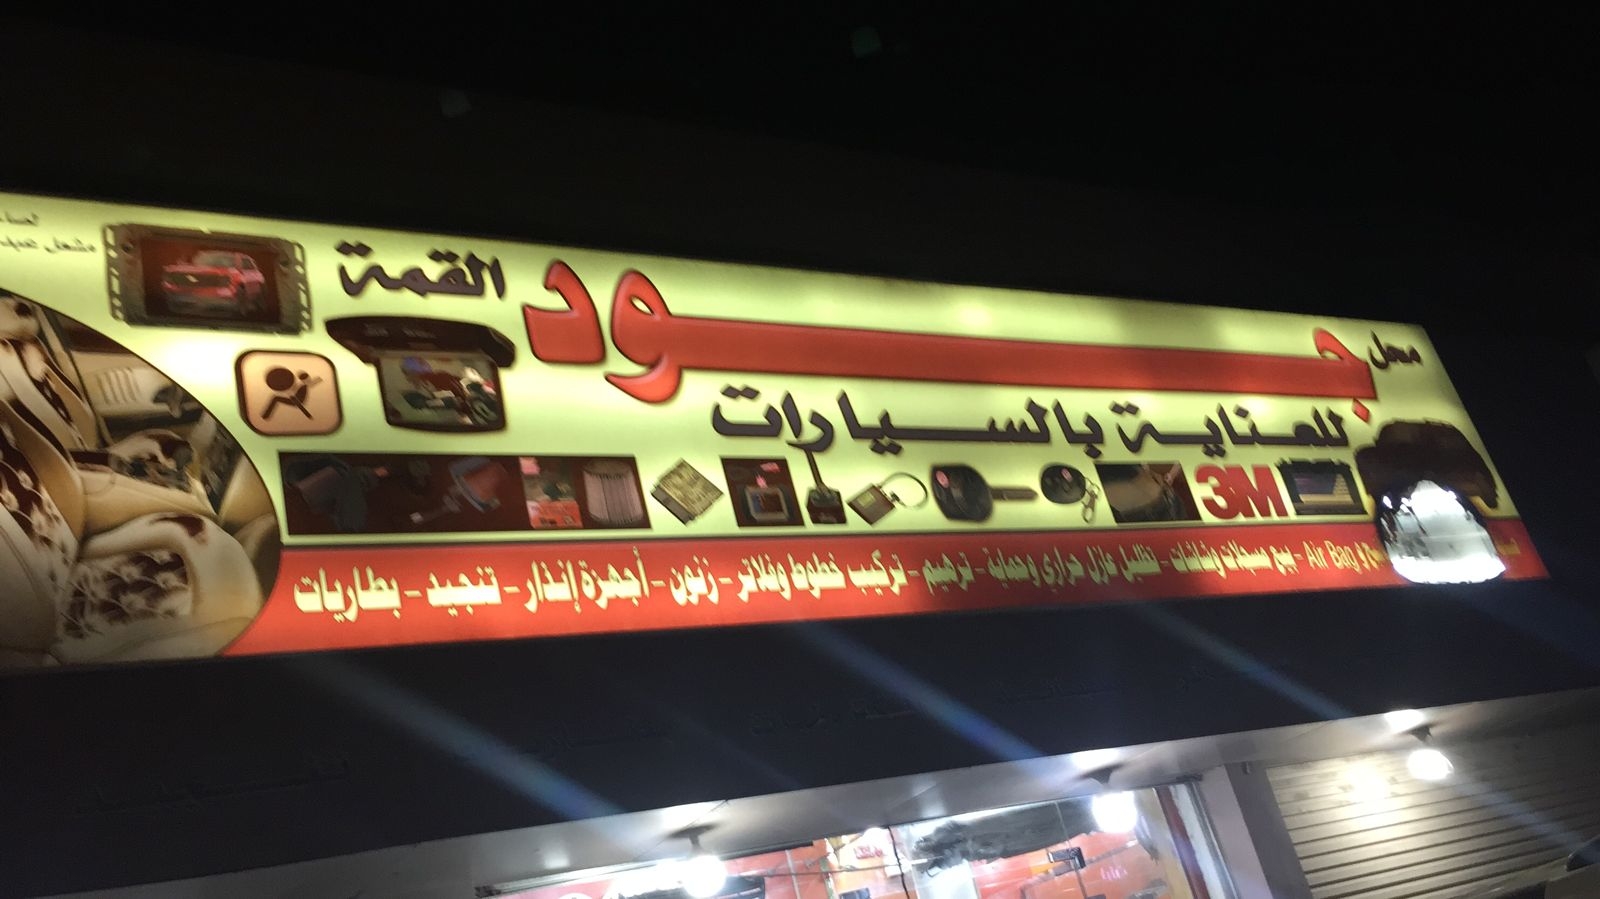 محل جود القمة
للعناية بالسيارات
3M
Air Bag - بيع مسجلات وشاشات - تظليل عازل حراري وحماية - ترهيم - تركيب خطوط وفلاتر - زنون - أجهزة إنذار - تنجيد - بطاريات